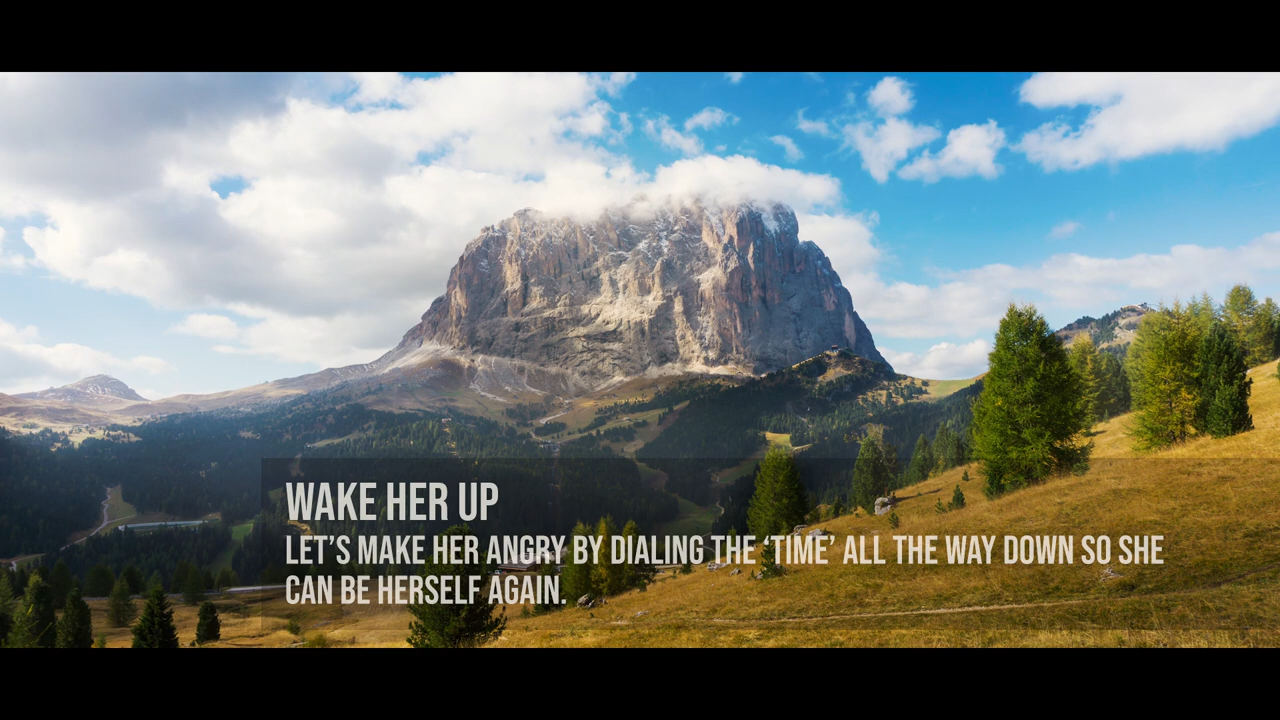 WAKE HER UP
LET’S MAKE HER ANGRY BY DIALING THE ‘TIME’ ALL THE WAY DOWN SO SHE
CAN BE HERSELF AGAIN.